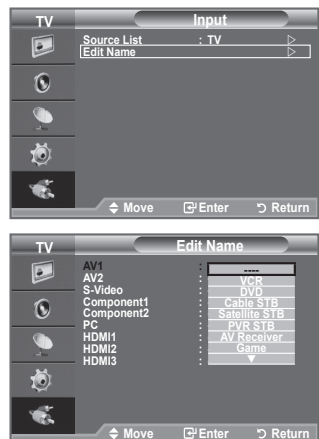 TV Input
Source List : TV ▷
Edit Name ▷
Move Enter Return
TV Edit Name
AV1 : ----
AV2 : VCR
S-Video : DVD
Component1 : Cable STB
Component2 : Satellite STB
PC : PVR STB
HDMI1 : AV Receiver
HDMI2 : Game
HDMI3 : ▼
Move Enter Return